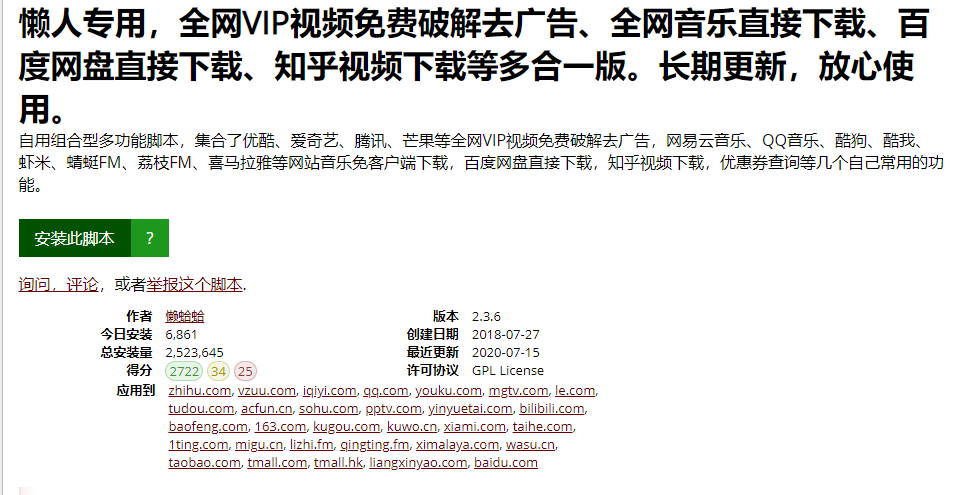 懒人专用，全网VIP视频免费破解去广告、全网音乐直接下载、百
度网盘直接下载、知乎视频下载等多合一版。长期更新，放心使
用。
自用组合型多功能脚本，集合了优酷、爱奇艺、腾讯、芒果等全网VIP视频免费破解去广告，网易云音乐、QQ音乐、酷狗、酷我、
虾米、蜻蜓FM、荔枝FM、喜马拉雅等网站音乐免客户端下载，百度网盘直接下载，知乎视频下载，优惠券查询等几个自己常用的功
能。
安装此脚本 ?
询问，评论，或者举报这个脚本.
作者 懒蛤蛤 版本 2.3.6
今日安装 6,861 创建日期 2018-07-27
总安装量 2,523,645 最近更新 2020-07-15
得分 2722 34 25 许可协议 GPL License
应用到 zhihu.com, vzuu.com, iqiyi.com, qq.com, youku.com, mgtv.com, le.com,
tudou.com, acfun.cn, sohu.com, pptv.com, yinyuetai.com, bilibili.com,
baofeng.com, 163.com, kugou.com, kuwo.cn, xiami.com, taihe.com,
1ting.com, migu.cn, lizhi.fm, qingting.fm, ximalaya.com, wasu.cn,
taobao.com, tmall.com, tmall.hk, liangxinyao.com, baidu.com